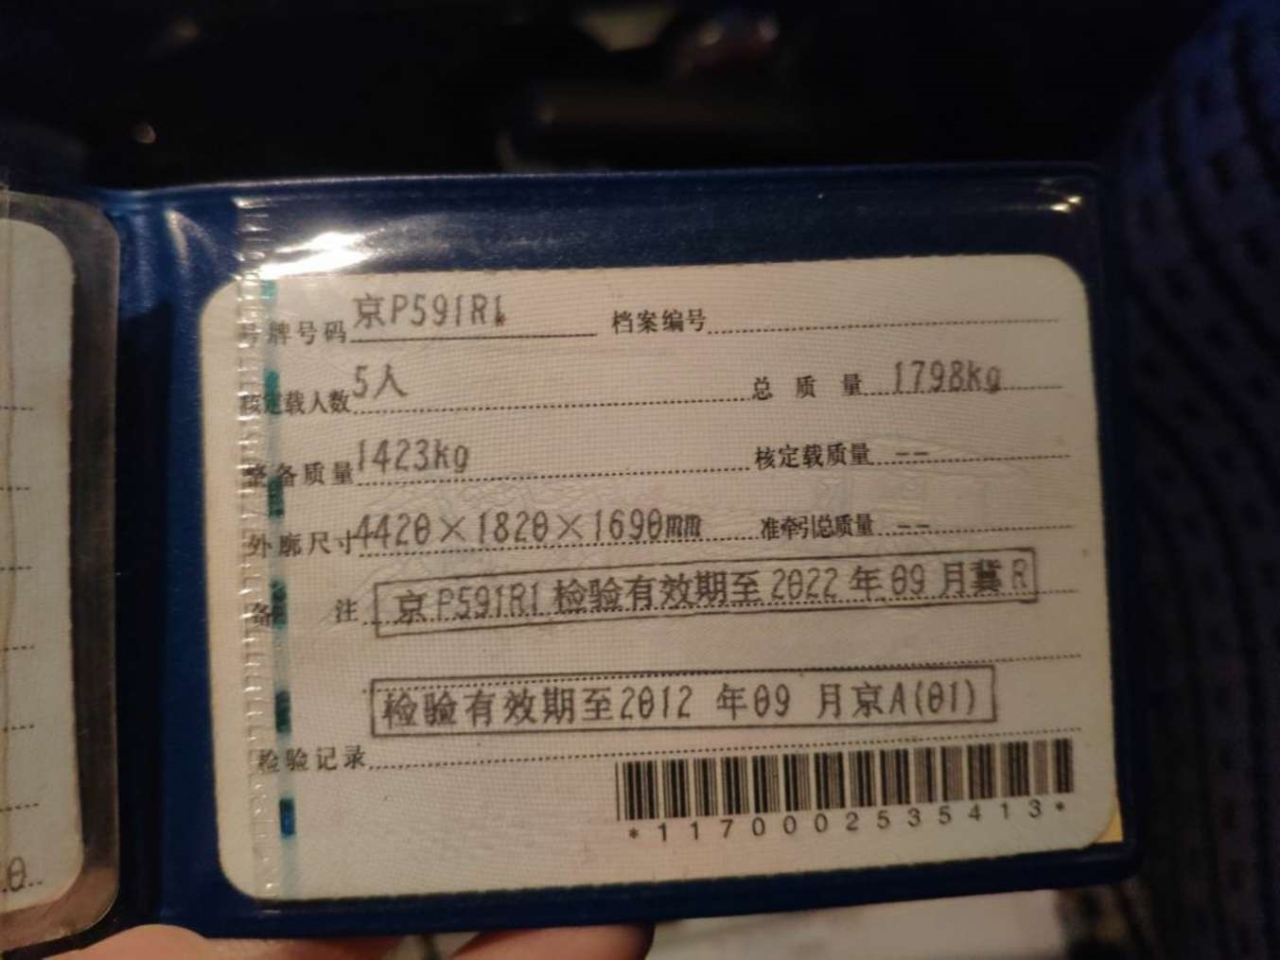 号牌号码 京P591R1 档案编号
核定载人数 5人 总质量 1798kg
整备质量 1423kg 核定载质量 --
外廓尺寸 4420×1820×1690mm 准牵引总质量 --
备注 京P591R1检验有效期至2022年09月冀R
检验有效期至2012年09月京A(01)
检验记录
*1170002535413*
0